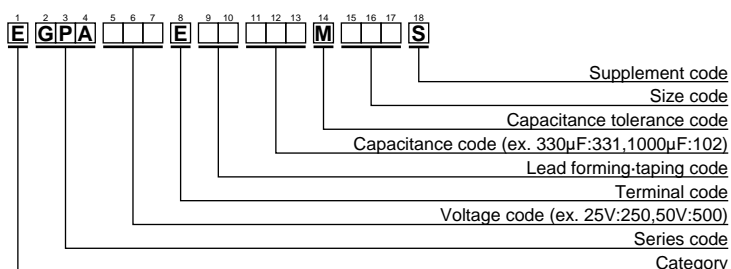 1 2 3 4 5 6 7 8 9 10 11 12 13 14 15 16 17 18
E G P A E M S
Supplement code
Size code
Capacitance tolerance code
Capacitance code (ex. 330µF:331,1000µF:102)
Lead forming·taping code
Terminal code
Voltage code (ex. 25V:250,50V:500)
Series code
Category